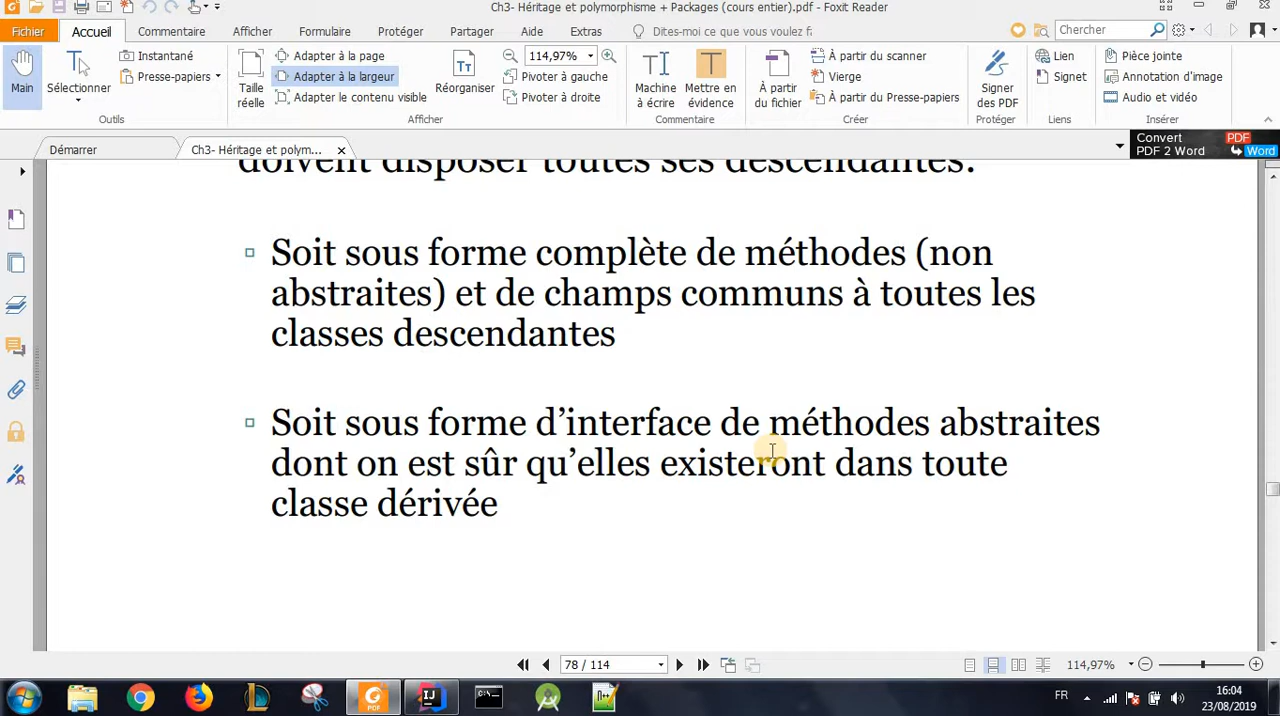 Ch3- Héritage et polymorphisme + Packages (cours entier).pdf - Foxit Reader
Fichier Accueil Commentaire Afficher Formulaire Protéger Partager Aide Extras Dites-moi ce que vous voulez f. Chercher
Main
Sélectionner
Instantané
Presse-papiers
Outils
Taille réelle
Adapter à la page
Adapter à la largeur
Adapter le contenu visible
Réorganiser
114,97%
Pivoter à gauche
Pivoter à droite
Afficher
Machine à écrire
Mettre en évidence
Commentaire
À partir du fichier
À partir du scanner
Vierge
À partir du Presse-papiers
Créer
Signer des PDF
Protéger
Lien
Signet
Liens
Pièce jointe
Annotation d'image
Audio et vidéo
Insérer
Démarrer
Ch3- Héritage et polym...
Convert PDF
PDF 2 Word Word
doivent disposer toutes ses descendantes.
Soit sous forme complète de méthodes (non
abstraites) et de champs communs à toutes les
classes descendantes
Soit sous forme d’interface de méthodes abstraites
dont on est sûr qu’elles existeront dans toute
classe dérivée
78 / 114
114,97%
PDF
IJ
FR
16:04
23/08/2019